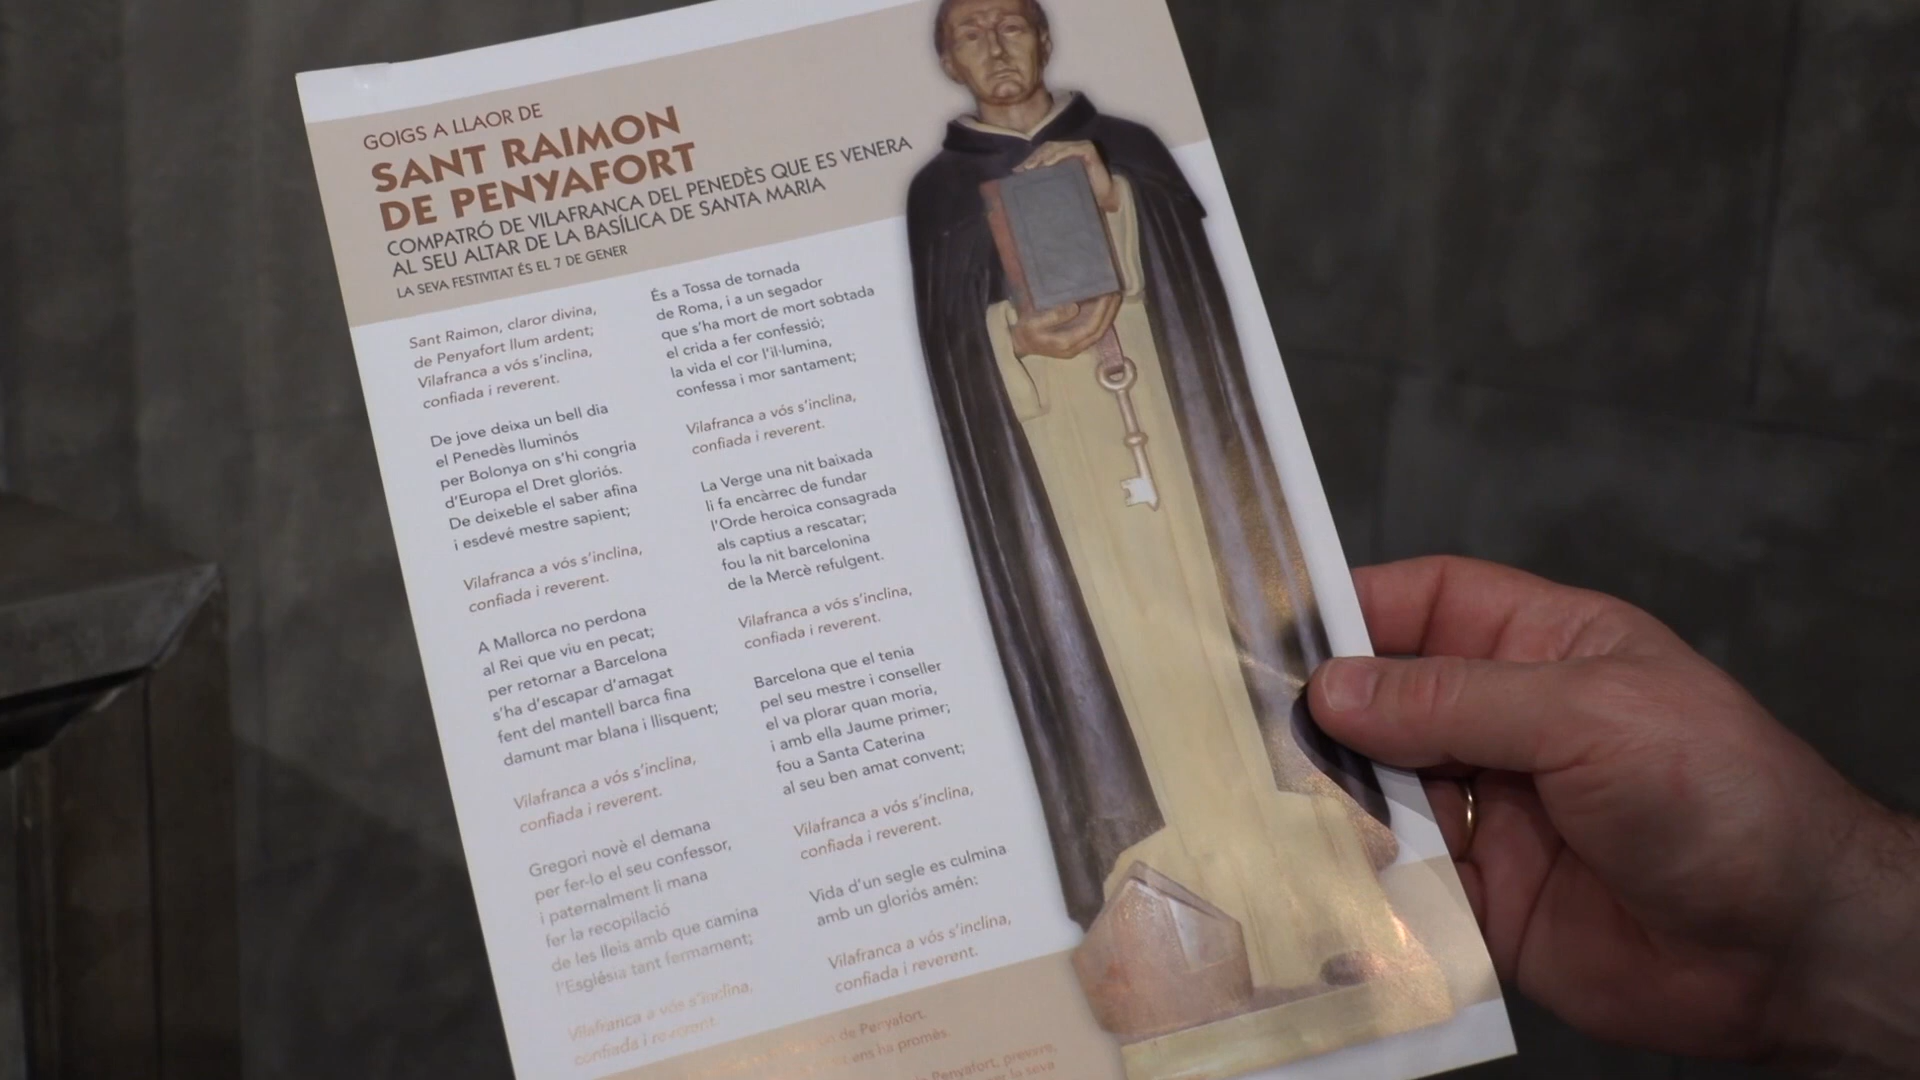 GOIGS A LLAOR DE
SANT RAIMON
DE PENYAFORT
COMPATRÓ DE VILAFRANCA DEL PENEDÈS QUE ES VENERA
AL SEU ALTAR DE LA BASÍLICA DE SANTA MARIA
LA SEVA FESTIVITAT ÉS EL 7 DE GENER
Sant Raimon, claror divina,
de Penyafort llum ardent;
Vilafranca a vós s'inclina,
confiada i reverent.
De jove deixa un bell dia
el Penedès lluminós
per Bolonya on s'hi congria
d'Europa el Dret gloriós.
De deixeble el saber afina
i esdevé mestre sapient;
Vilafranca a vós s'inclina,
confiada i reverent.
A Mallorca no perdona
al Rei que viu en pecat;
per retornar a Barcelona
s'ha d'escapar d'amagat
fent del mantell barca fina
damunt mar blana i llisquent;
Vilafranca a vós s'inclina,
confiada i reverent.
Gregori novè el demana
per fer-lo el seu confessor,
i paternalment li mana
fer la recopilació
de les lleis amb que camina
l'Església tant fermament;
Vilafranca a vós s'inclina,
confiada i reverent.
És a Tossa de tornada
de Roma, i a un segador
que s'ha mort de mort sobtada
el crida a fer confessió;
la vida el cor l'il·lumina,
confessa i mor santament;
Vilafranca a vós s'inclina,
confiada i reverent.
La Verge una nit baixada
li fa encàrrec de fundar
l'Orde heroica consagrada
als captius a rescatar;
fou la nit barcelonina
de la Mercè refulgent.
Vilafranca a vós s'inclina,
confiada i reverent.
Barcelona que el tenia
pel seu mestre i conseller
el va plorar quan moria,
i amb ella Jaume primer;
fou a Santa Caterina
al seu ben amat convent;
Vilafranca a vós s'inclina,
confiada i reverent.
Vida d'un segle es culmina
amb un gloriós amén:
Vilafranca a vós s'inclina,
confiada i reverent.
de Penyafort.
ens ha promès.
Penyafort, prevere,
la seva